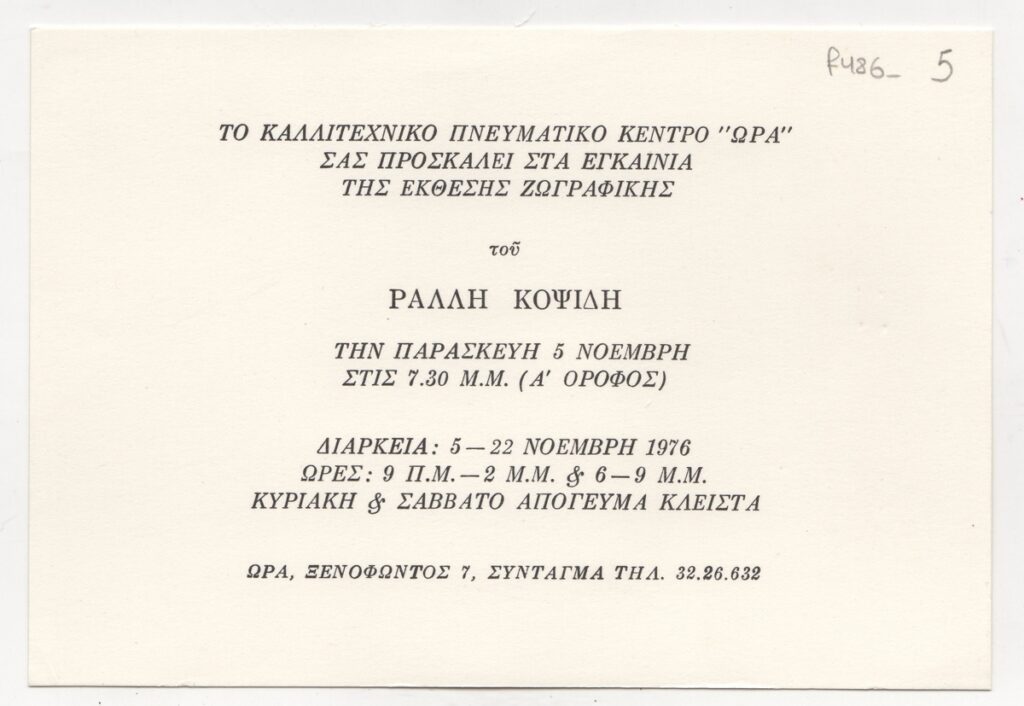 f486_ 5
ΤΟ ΚΑΛΛΙΤΕΧΝΙΚΟ ΠΝΕΥΜΑΤΙΚΟ ΚΕΝΤΡΟ "ΩΡΑ"
ΣΑΣ ΠΡΟΣΚΑΛΕΙ ΣΤΑ ΕΓΚΑΙΝΙΑ
ΤΗΣ ΕΚΘΕΣΗΣ ΖΩΓΡΑΦΙΚΗΣ
τοῦ
ΡΑΛΛΗ ΚΟΨΙΔΗ
ΤΗΝ ΠΑΡΑΣΚΕΥΗ 5 ΝΟΕΜΒΡΗ
ΣΤΙΣ 7.30 Μ.Μ. (Α' ΟΡΟΦΟΣ)
ΔΙΑΡΚΕΙΑ: 5—22 ΝΟΕΜΒΡΗ 1976
ΩΡΕΣ: 9 Π.Μ.—2 Μ.Μ. & 6—9 Μ.Μ.
ΚΥΡΙΑΚΗ & ΣΑΒΒΑΤΟ ΑΠΟΓΕΥΜΑ ΚΛΕΙΣΤΑ
ΩΡΑ, ΞΕΝΟΦΩΝΤΟΣ 7, ΣΥΝΤΑΓΜΑ ΤΗΛ. 32.26.632